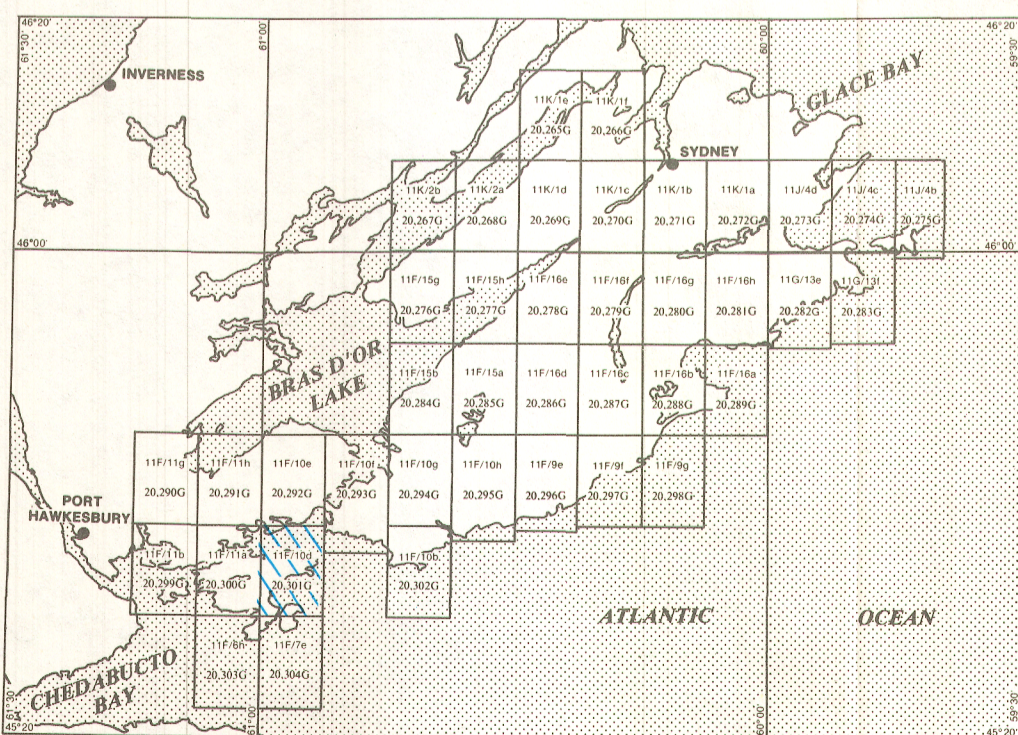 46°20'
61°30'
61°00'
60°00'
46°20'
59°30'
INVERNESS
GLACE BAY
11K/1e
11K/1f
20,265G
20,266G
SYDNEY
11K/2b
11K/2a
11K/1d
11K/1c
11K/1b
11K/1a
11J/4d
11J/4c
11J/4b
20,267G
20,268G
20,269G
20,270G
20,271G
20,272G
20,273G
20,274G
20,275G
46°00'
46°00'
11F/15g
11F/15h
11F/16e
11F/16f
11F/16g
11F/16h
11G/13e
11G/13f
20,276G
20,277G
20,278G
20,279G
20,280G
20,281G
20,282G
20,283G
BRAS D'OR
LAKE
11F/15b
11F/15a
11F/16d
11F/16c
11F/16b
11F/16a
20,284G
20,285G
20,286G
20,287G
20,288G
20,289G
11F/11g
11F/11h
11F/10e
11F/10f
11F/10g
11F/10h
11F/9e
11F/9f
11F/9g
20,290G
20,291G
20,292G
20,293G
20,294G
20,295G
20,296G
20,297G
20,298G
PORT
HAWKESBURY
11F/11b
11F/11a
11F/10d
11F/10b
20,299G
20,300G
20,301G
20,302G
ATLANTIC
OCEAN
11F/6h
11F/7e
20,303G
20,304G
CHEDABUCTO
BAY
61°30'
45°20'
61°00'
60°00'
59°30'
45°20'